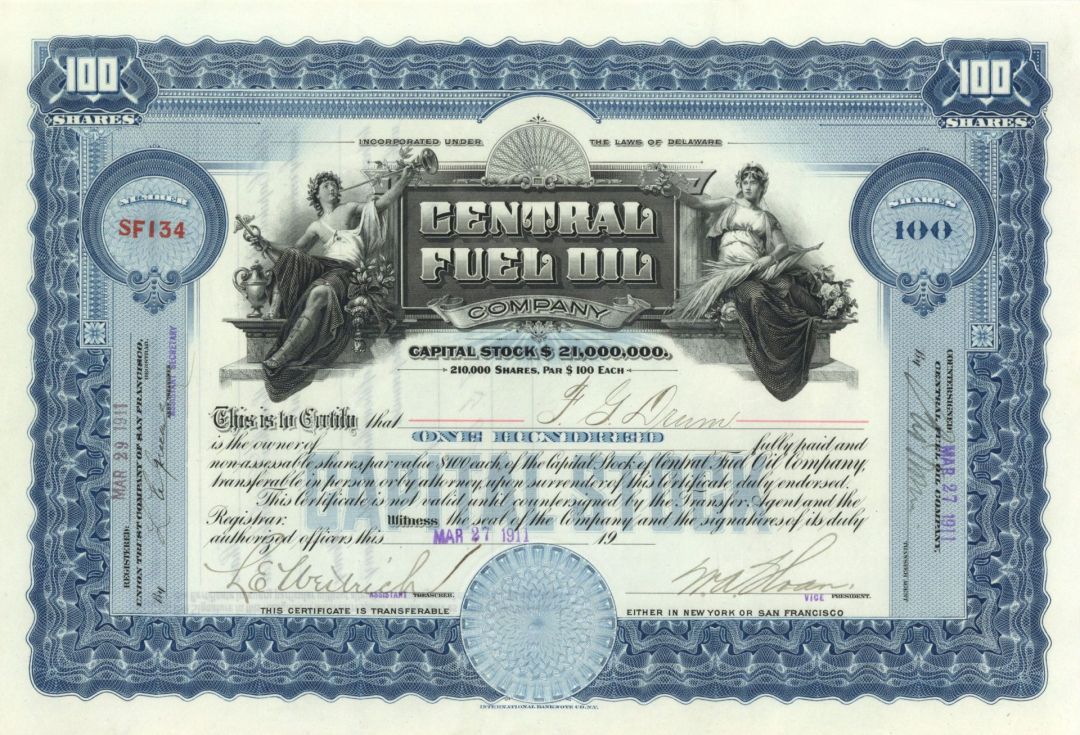 100
SHARES
100
SHARES
INCORPORATED UNDER THE LAWS OF DELAWARE
NUMBER
SF134
SHARES
100
CENTRAL
FUEL OIL
COMPANY
CAPITAL STOCK $ 21,000,000.
210,000 SHARES, PAR $ 100 EACH
This is to Certify that F. G. Drum
is the owner of ONE HUNDRED fully paid and
non-assessable shares, par value $100 each, of the Capital Stock of Central Fuel Oil Company,
transferable in person or by attorney, upon surrender of this certificate duly endorsed.
This Certificate is not valid until countersigned by the Transfer Agent and the
Registrar. Witness the seal of the Company and the signatures of its duly
authorized officers this MAR 27 1911 19
CAPITAL STOCK
ASSISTANT TREASURER.
VICE PRESIDENT.
THIS CERTIFICATE IS TRANSFERABLE EITHER IN NEW YORK OR SAN FRANCISCO
INTERNATIONAL BANKNOTE CO. N.Y.
REGISTERED:
UNION TRUST COMPANY OF SAN FRANCISCO,
REGISTRAR.
By
SECRETARY
MAR 29 1911
COUNTERSIGNED:
CENTRAL FUEL OIL COMPANY,
TRANSFER AGENT.
By
MAR 27 1911